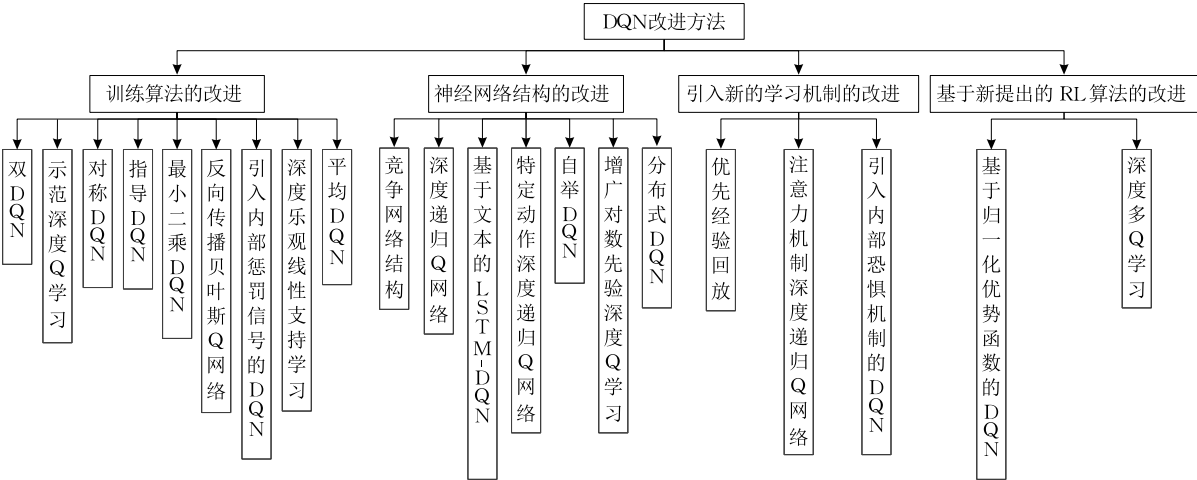 DQN改进方法
训练算法的改进
神经网络结构的改进
引入新的学习机制的改进
基于新提出的 RL 算法的改进
双DQN
示范深度Q学习
对称DQN
指导DQN
最小二乘DQN
反向传播贝叶斯Q网络
引入内部惩罚信号的DQN
深度乐观线性支持学习
平均DQN
竞争网络结构
深度递归Q网络
基于文本的LSTM-DQN
特定动作深度递归Q网络
自举DQN
增广对数先验深度Q学习
分布式DQN
优先经验回放
注意力机制深度递归Q网络
引入内部恐惧机制的DQN
基于归一化优势函数的DQN
深度多Q学习